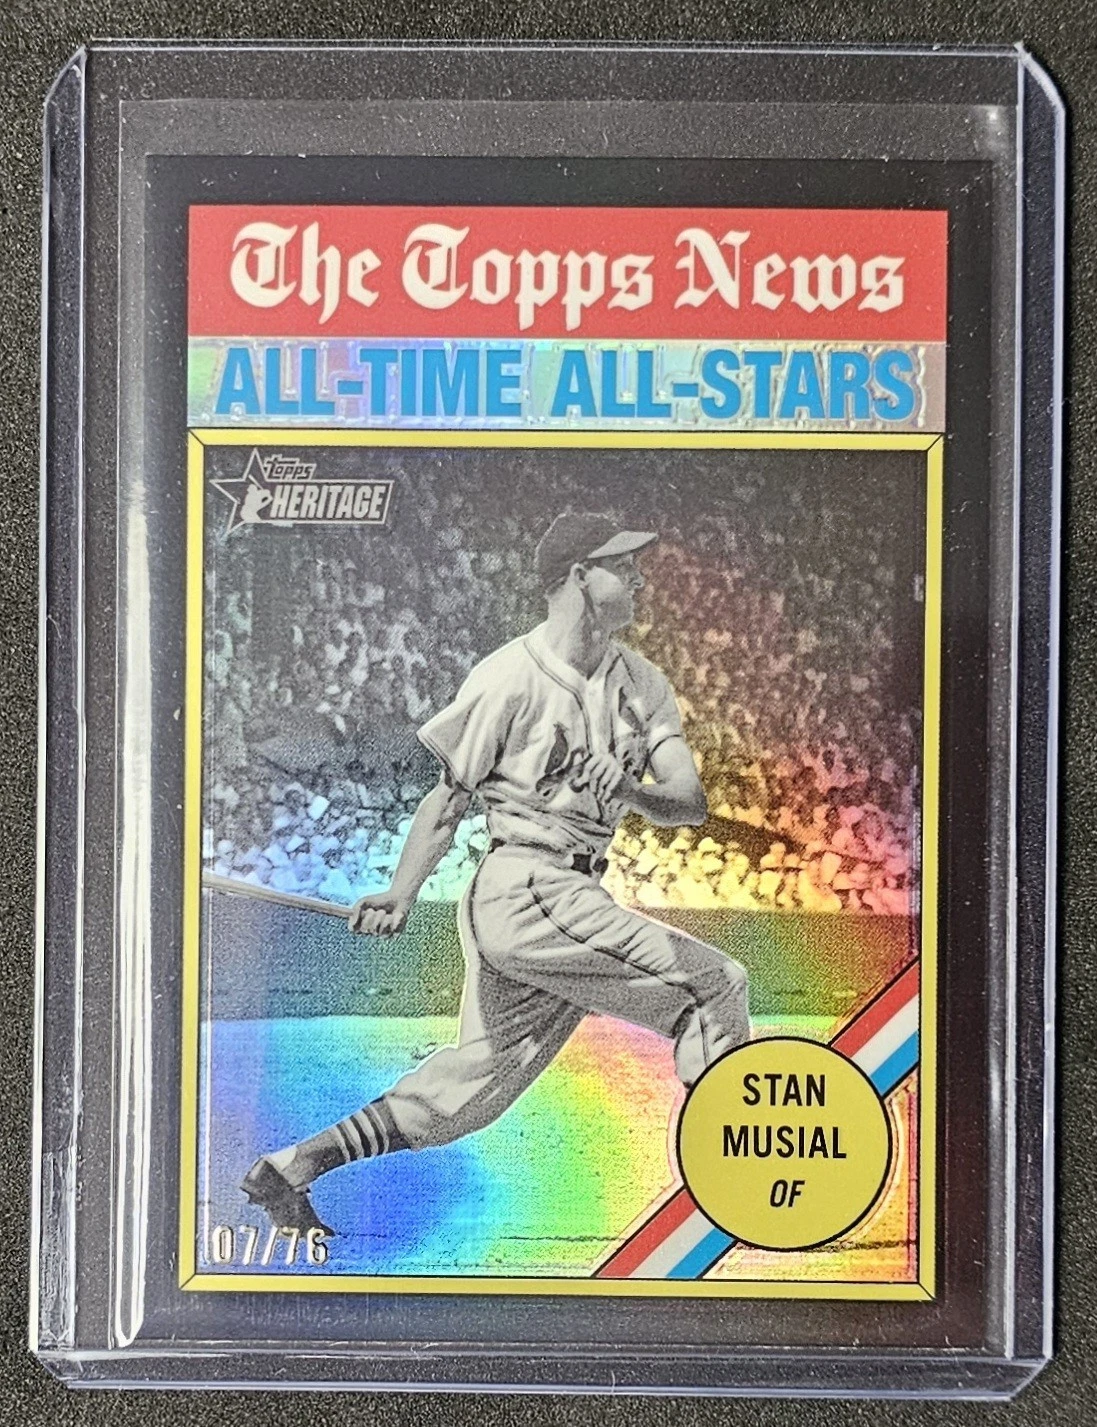 The Topps News
ALL-TIME ALL-STARS
Topps
HERITAGE
STAN
MUSIAL
OF
07/76